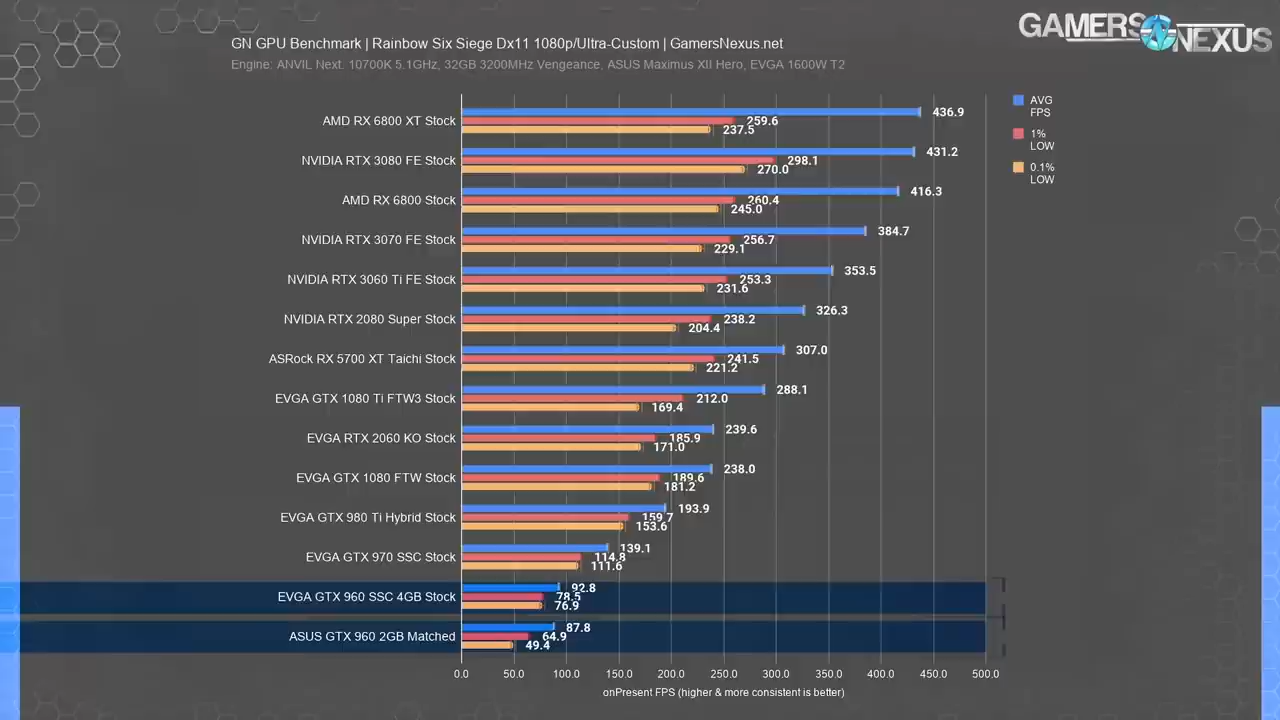 GAMERS NEXUS
GN GPU Benchmark | Rainbow Six Siege Dx11 1080p/Ultra-Custom | GamersNexus.net
Engine: ANVIL Next. 10700K 5.1GHz, 32GB 3200MHz Vengeance, ASUS Maximus XII Hero, EVGA 1600W T2
AVG
FPS
1%
LOW
0.1%
LOW
AMD RX 6800 XT Stock
436.9
259.6
237.5
NVIDIA RTX 3080 FE Stock
431.2
298.1
270.0
AMD RX 6800 Stock
416.3
260.4
245.0
NVIDIA RTX 3070 FE Stock
384.7
256.7
229.1
NVIDIA RTX 3060 Ti FE Stock
353.5
253.3
231.6
NVIDIA RTX 2080 Super Stock
326.3
238.2
204.4
ASRock RX 5700 XT Taichi Stock
307.0
241.5
221.2
EVGA GTX 1080 Ti FTW3 Stock
288.1
212.0
169.4
EVGA RTX 2060 KO Stock
239.6
185.9
171.0
EVGA GTX 1080 FTW Stock
238.0
189.6
181.2
EVGA GTX 980 Ti Hybrid Stock
193.9
159.7
153.6
EVGA GTX 970 SSC Stock
139.1
114.8
111.6
EVGA GTX 960 SSC 4GB Stock
92.8
78.5
76.9
ASUS GTX 960 2GB Matched
87.8
64.9
49.4
0.0 50.0 100.0 150.0 200.0 250.0 300.0 350.0 400.0 450.0 500.0
onPresent FPS (higher & more consistent is better)